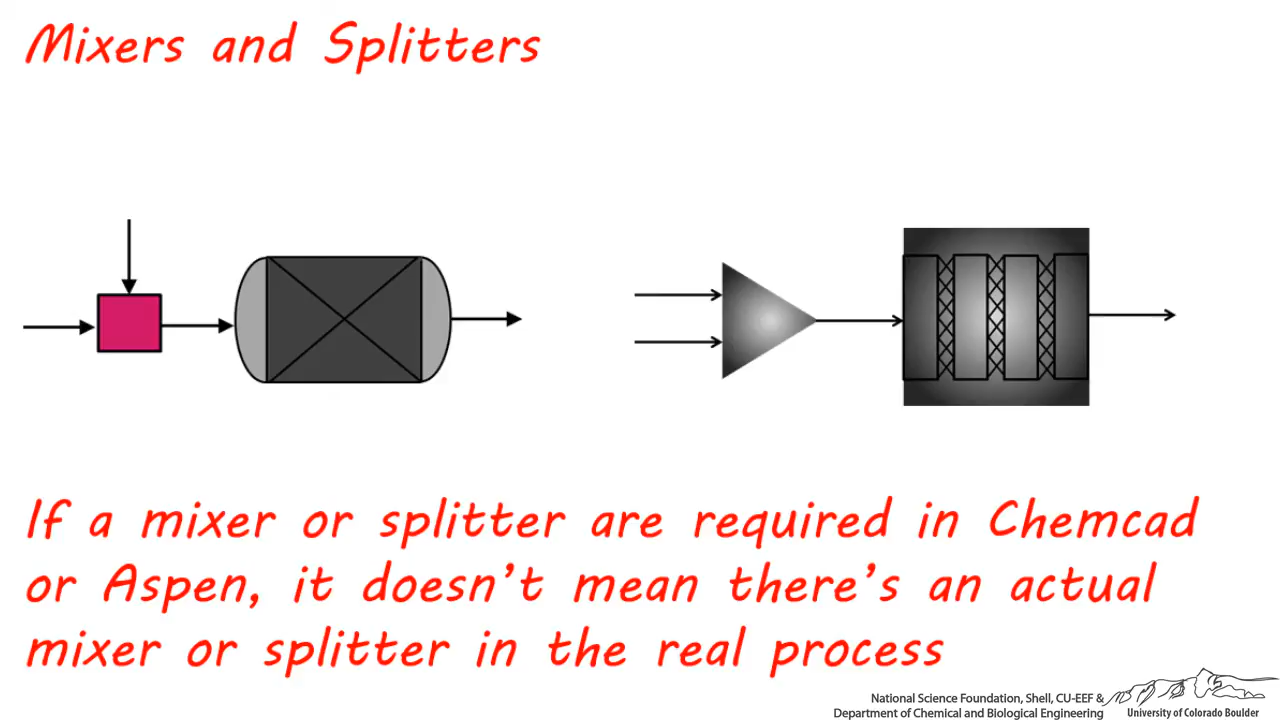 Mixers and Splitters
If a mixer or splitter are required in Chemcad
or Aspen, it doesn't mean there's an actual
mixer or splitter in the real process
National Science Foundation, Shell, CU-EEF &
Department of Chemical and Biological Engineering
University of Colorado Boulder